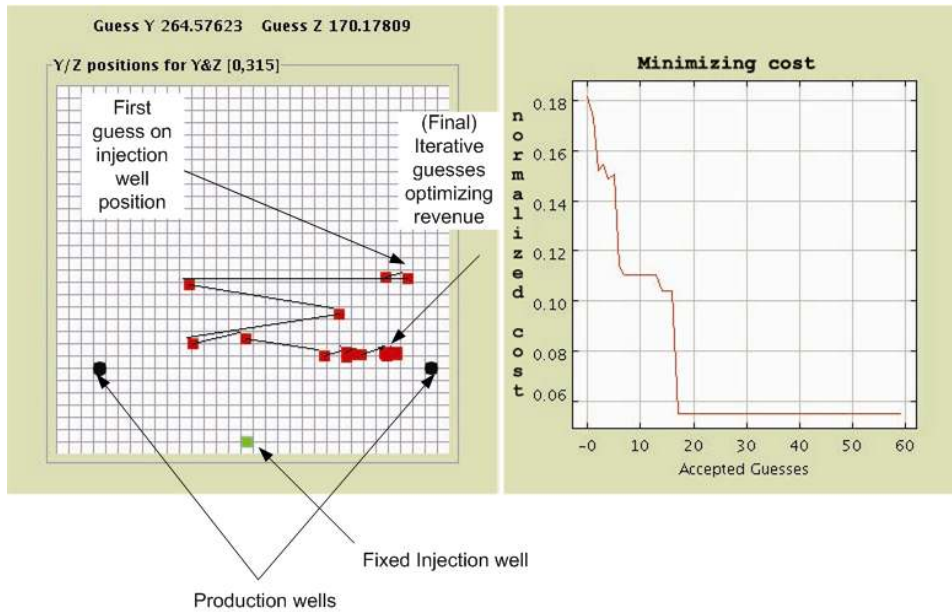 Guess Y 264.57623 Guess Z 170.17809
Y/Z positions for Y&Z [0,315]
First
guess on
injection
well
position
(Final)
Iterative
guesses
optimizing
revenue
Fixed Injection well
Production wells
Minimizing cost
normalized cost
0.18
0.16
0.14
0.12
0.10
0.08
0.06
-0 10 20 30 40 50 60
Accepted Guesses